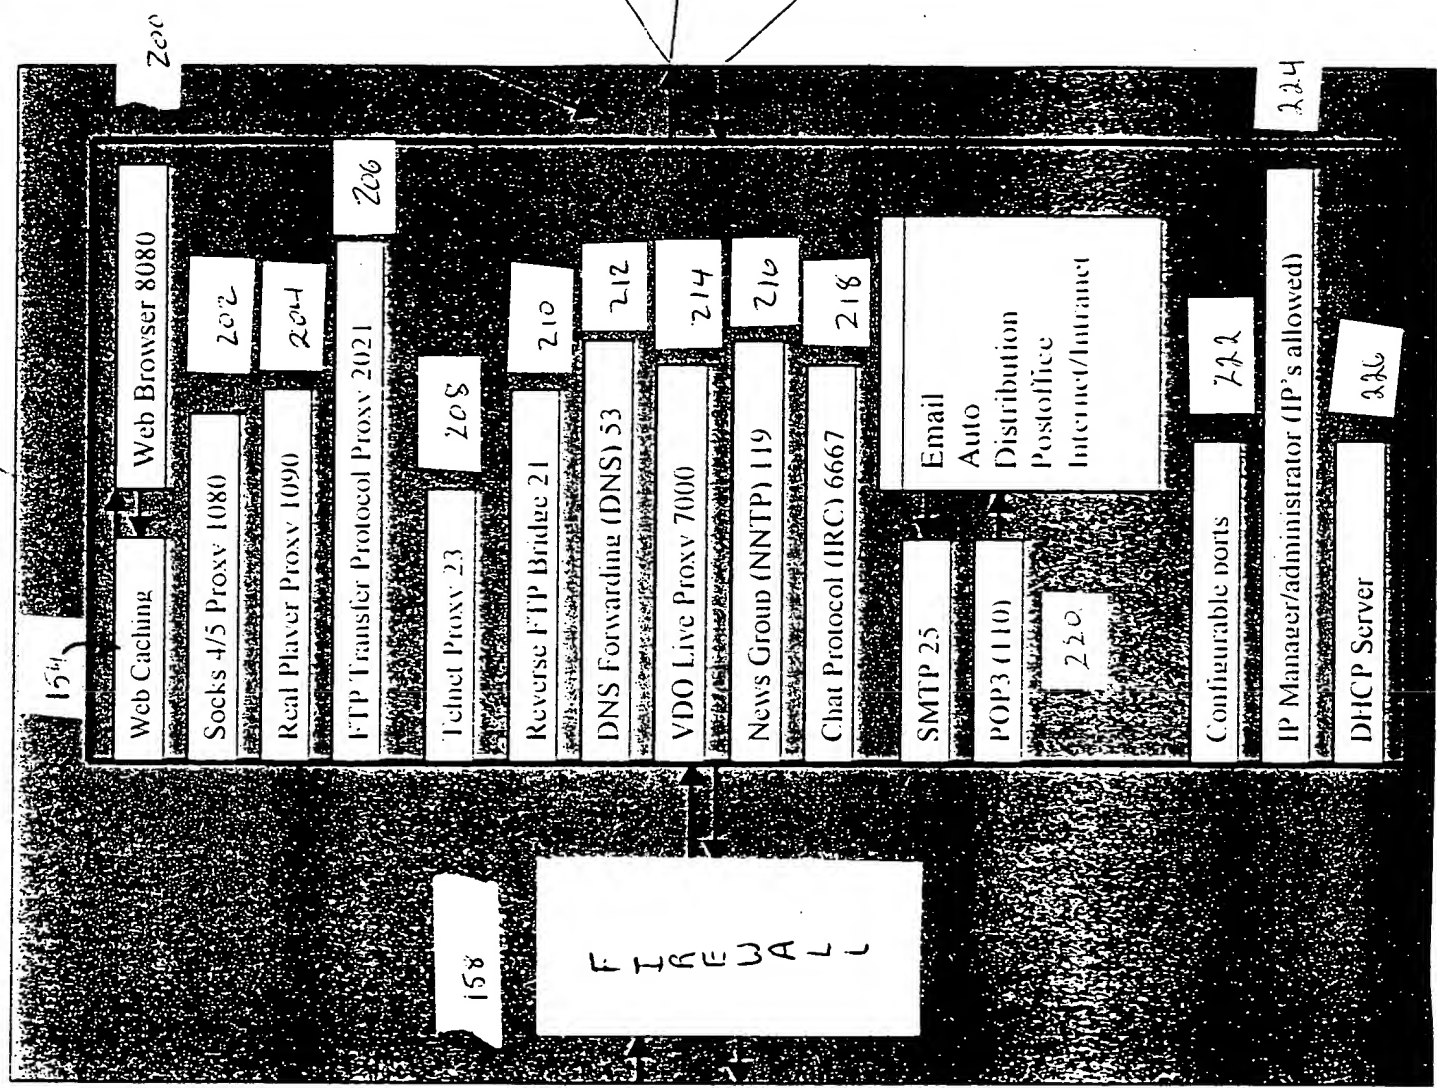 200
154
Web Caching
Web Browser 8080
Socks 4/5 Proxy 1080
202
Real Player Proxy 1090
204
FTP Transfer Protocol Proxy 2021
206
Telnet Proxy 23
208
Reverse FTP Bridge 21
210
DNS Forwarding (DNS) 53
212
VDO Live Proxy 7000
214
News Group (NNTP) 119
216
Chat Protocol (IRC) 6667
218
SMTP 25
POP3 (110)
220
Email
Auto
Distribution
Postoffice
Internet/Intranet
Configurable ports
222
IP Manager/administrator (IP's allowed)
224
DHCP Server
226
158
FIREWALL